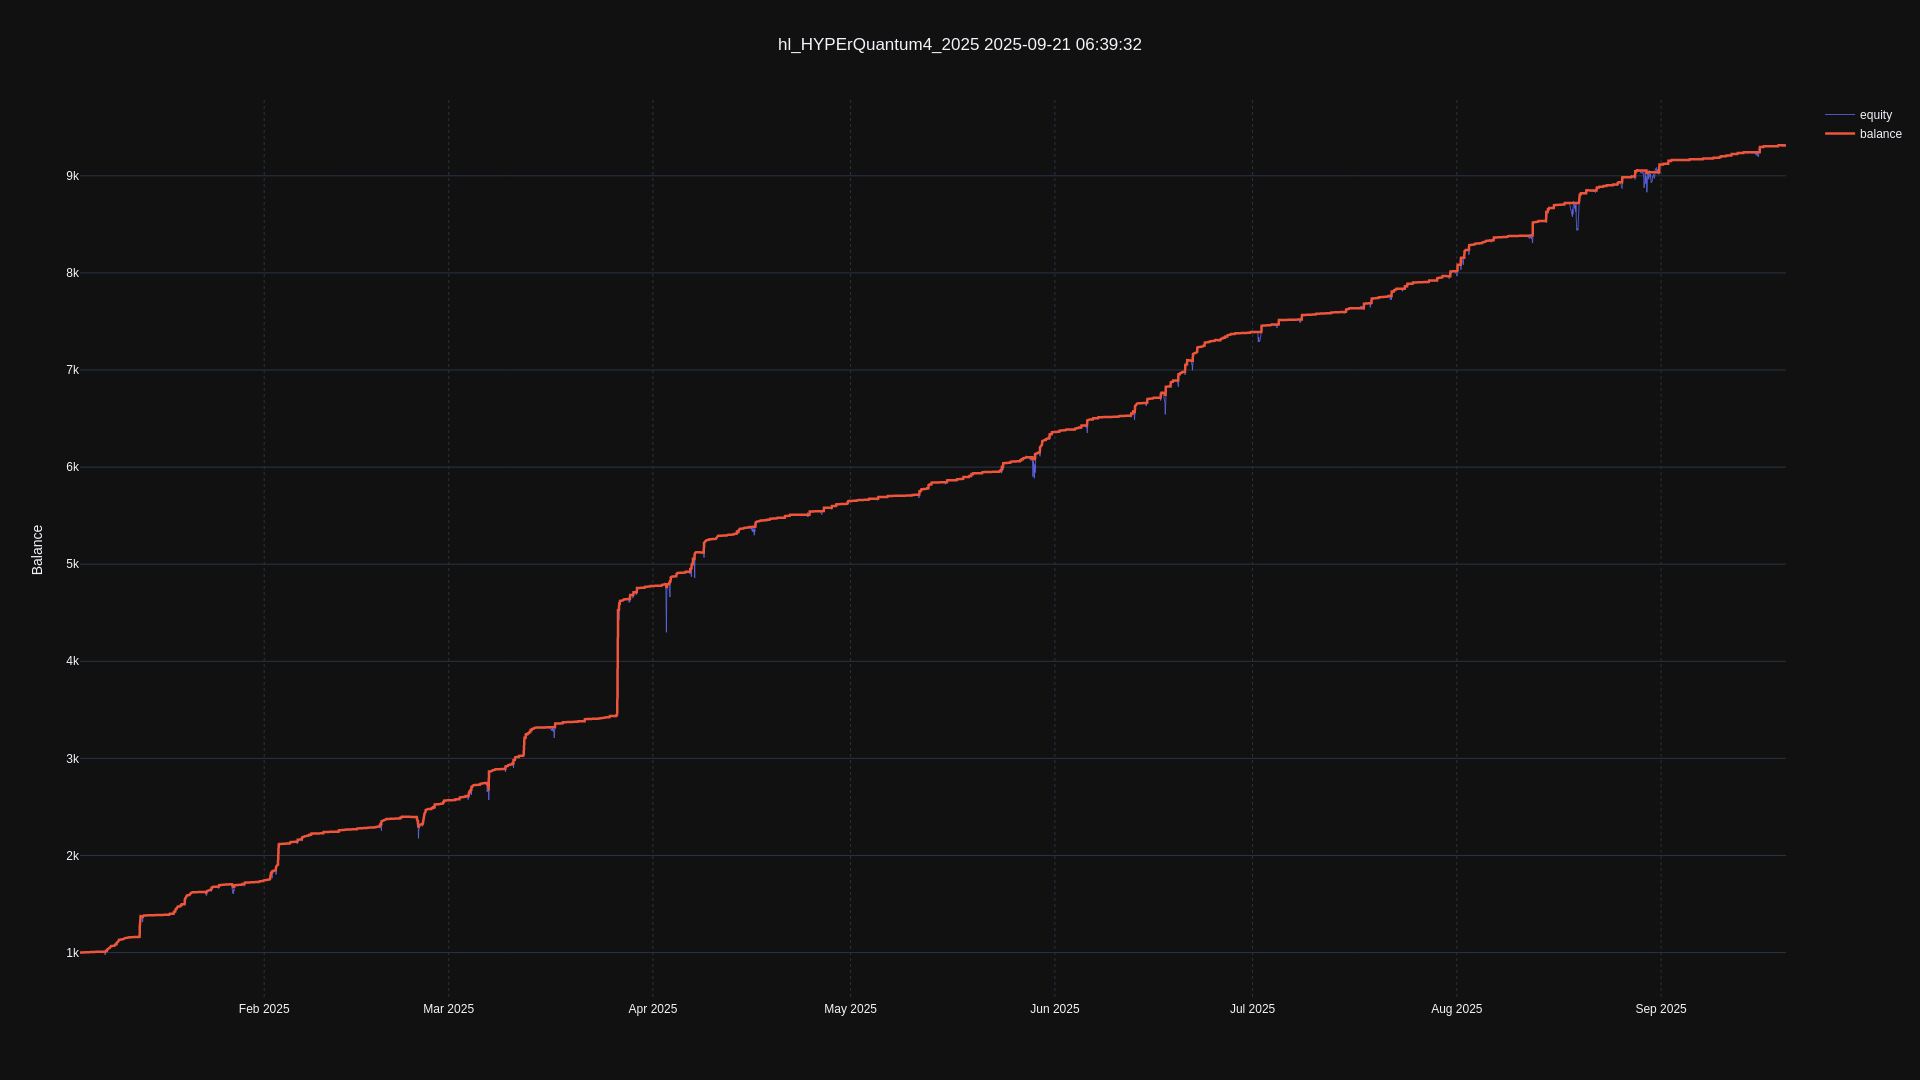 hl_HYPErQuantum4_2025 2025-09-21 06:39:32
equity
balance
9k
8k
7k
6k
5k
4k
3k
2k
1k
Balance
Feb 2025
Mar 2025
Apr 2025
May 2025
Jun 2025
Jul 2025
Aug 2025
Sep 2025